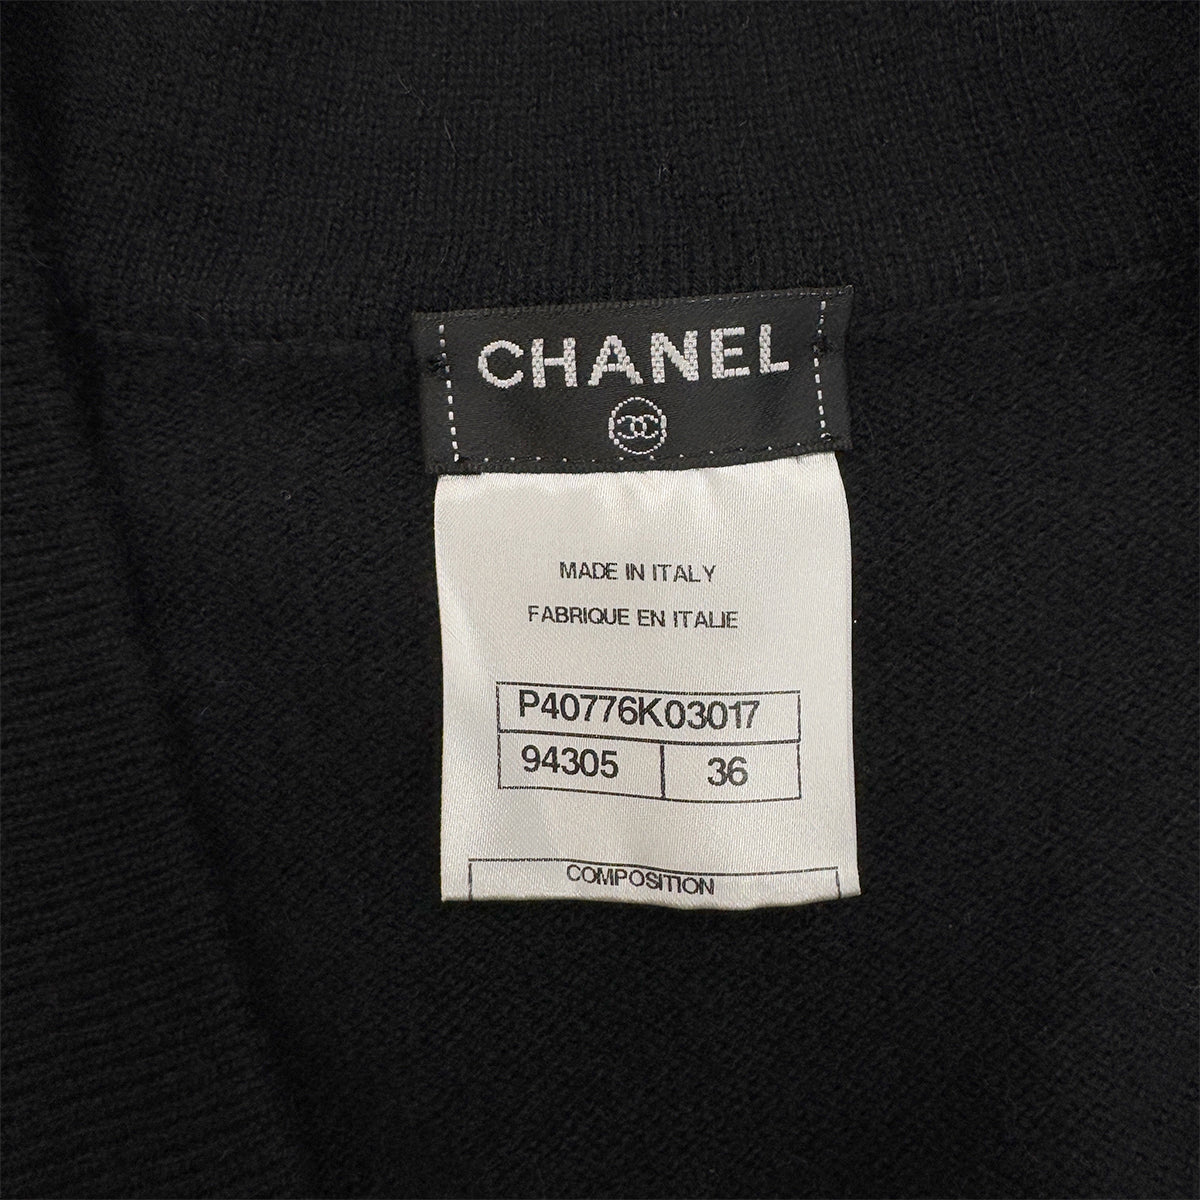 CHANEL
MADE IN ITALY
FABRIQUE EN ITALIE
P40776K03017
94305 36
COMPOSITION